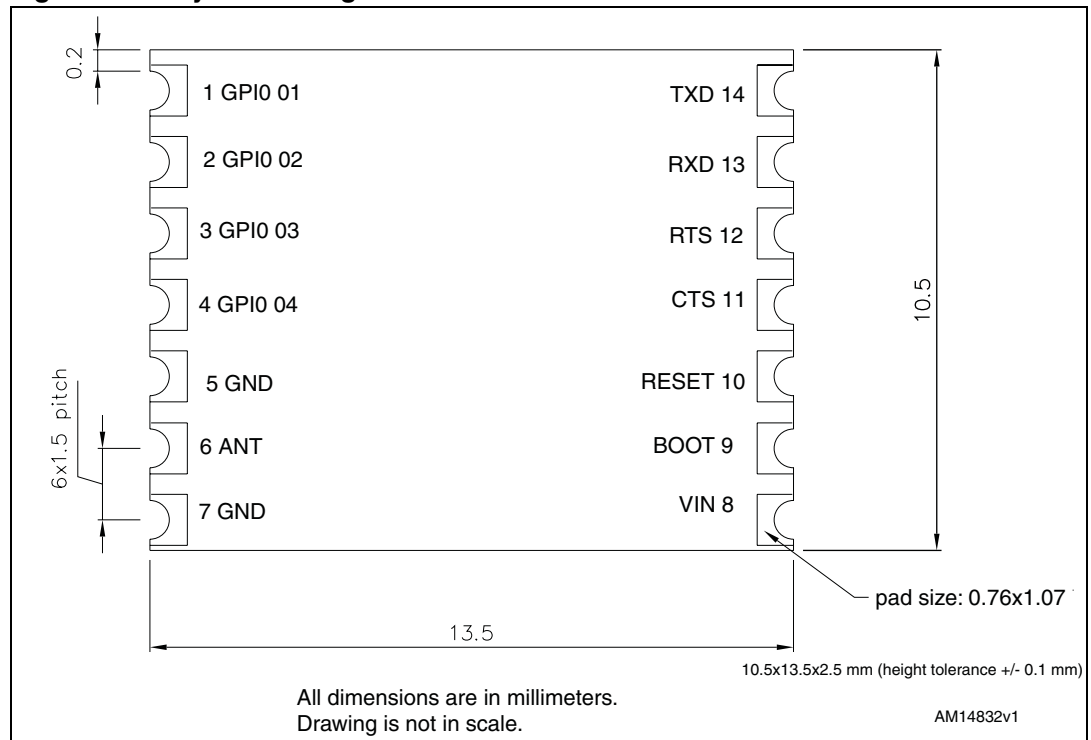 0.2
1 GPI0 01
2 GPI0 02
3 GPI0 03
4 GPI0 04
5 GND
6 ANT
7 GND
6x1.5 pitch
TXD 14
RXD 13
RTS 12
CTS 11
RESET 10
BOOT 9
VIN 8
10.5
pad size: 0.76x1.07
13.5
10.5x13.5x2.5 mm (height tolerance +/- 0.1 mm)
All dimensions are in millimeters.
Drawing is not in scale.
AM14832v1